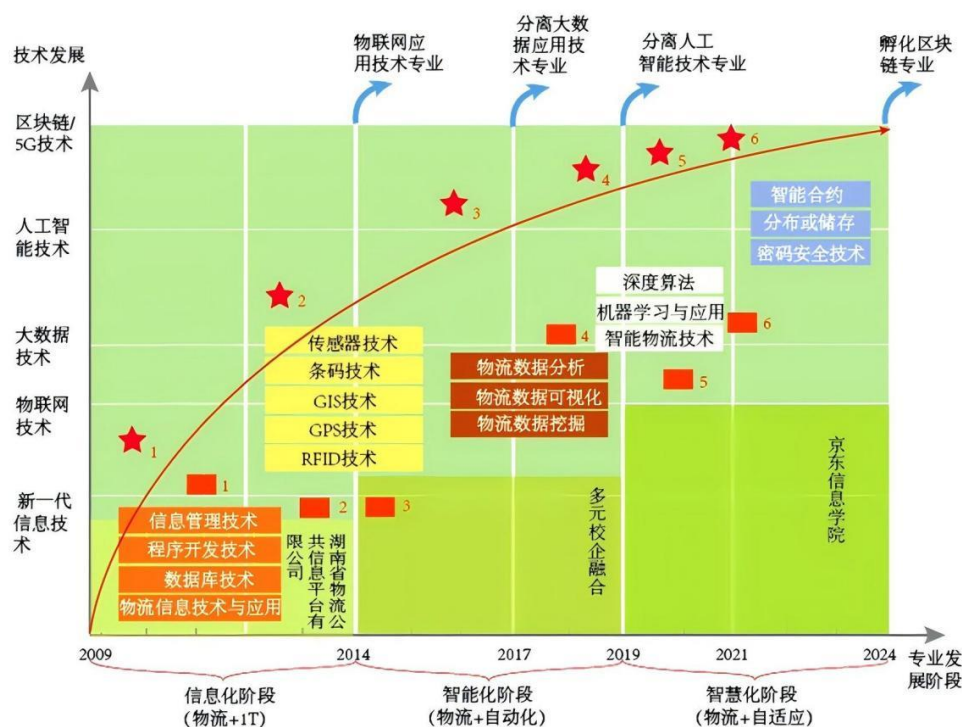 技术发展
物联网应
用技术专业
分离大数
据应用技
术专业
分离人工
智能技术专业
孵化区块
链专业
区块链/
5G技术
6
5
4
3
智能合约
分布或储存
密码安全技术
人工智
能技术
2
深度算法
机器学习与应用
智能物流技术
6
大数据
技术
传感器技术
条码技术
GIS技术
GPS技术
RFID技术
4
物流数据分析
物流数据可视化
物流数据挖掘
5
物联网
技术
1
京东信息学院
新一代
信息技
术
1
2
3
信息管理技术
程序开发技术
数据库技术
物流信息技术与应用
湖南省物流公
共信息平台有
限公司
多元校企融合
2009
2014
2017
2019
2021
2024
专业发
展阶段
信息化阶段
(物流+1T)
智能化阶段
(物流+自动化)
智慧化阶段
(物流+自适应)